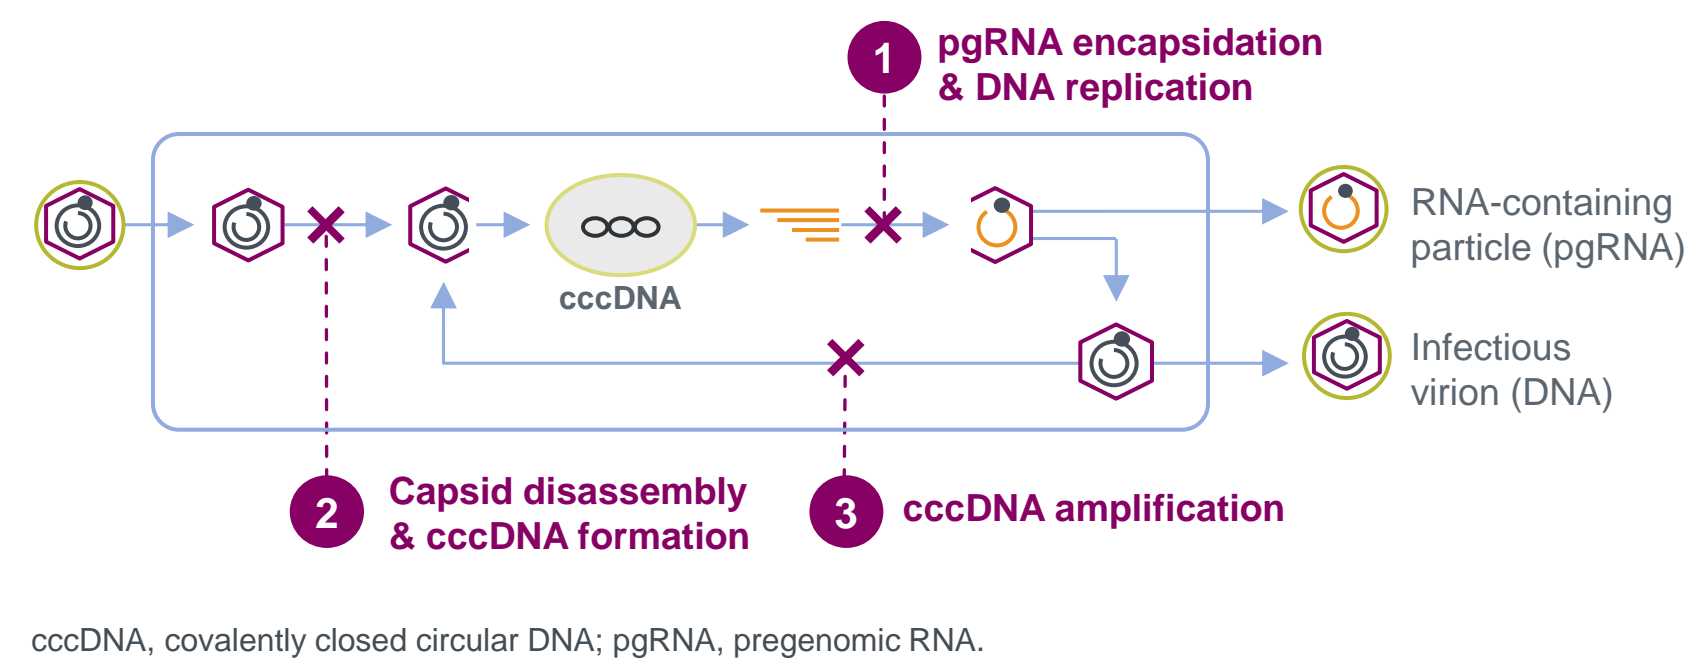 1
pgRNA encapsidation
& DNA replication
cccDNA
RNA-containing
particle (pgRNA)
Infectious
virion (DNA)
2
Capsid disassembly
& cccDNA formation
3
cccDNA amplification
cccDNA, covalently closed circular DNA; pgRNA, pregenomic RNA.